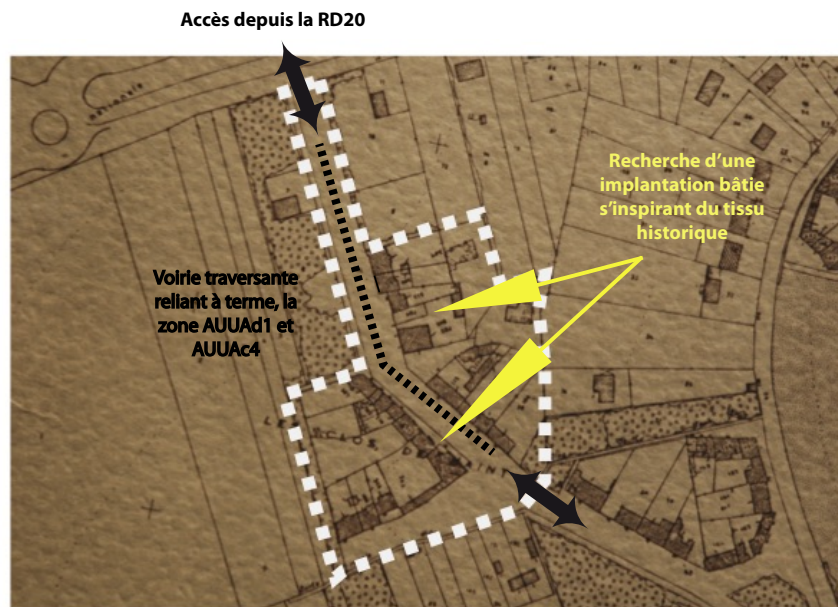 Accès depuis la RD20
Recherche d'une
implantation bâtie
s'inspirant du tissu
historique
Voirie traversante
reliant à terme, la
zone AUUAd1 et
AUUAc4